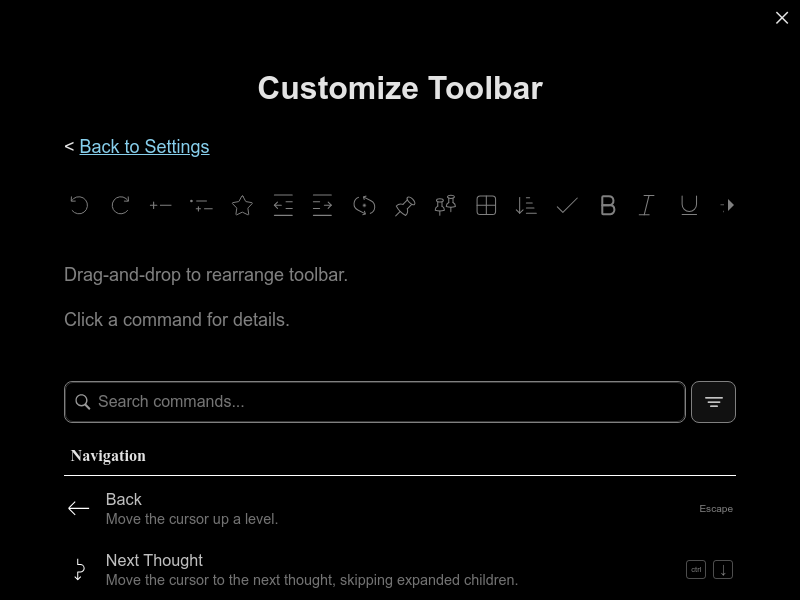 Customize Toolbar
< Back to Settings
Drag-and-drop to rearrange toolbar.
Click a command for details.
Search commands...
Navigation
Back
Escape
Move the cursor up a level.
Next Thought
ctrl ↓
Move the cursor to the next thought, skipping expanded children.